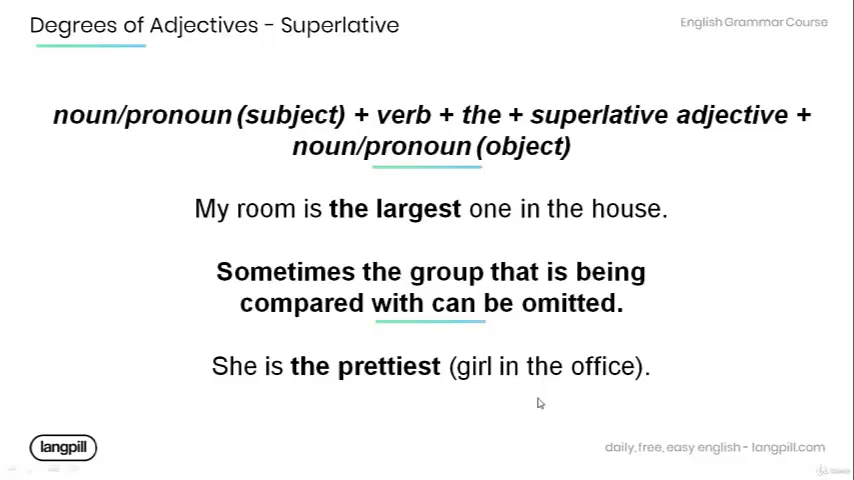 Degrees of Adjectives - Superlative
English Grammar Course
noun/pronoun (subject) + verb + the + superlative adjective +
noun/pronoun (object)
My room is the largest one in the house.
Sometimes the group that is being
compared with can be omitted.
She is the prettiest (girl in the office).
langpill
daily, free, easy english - langpill.com